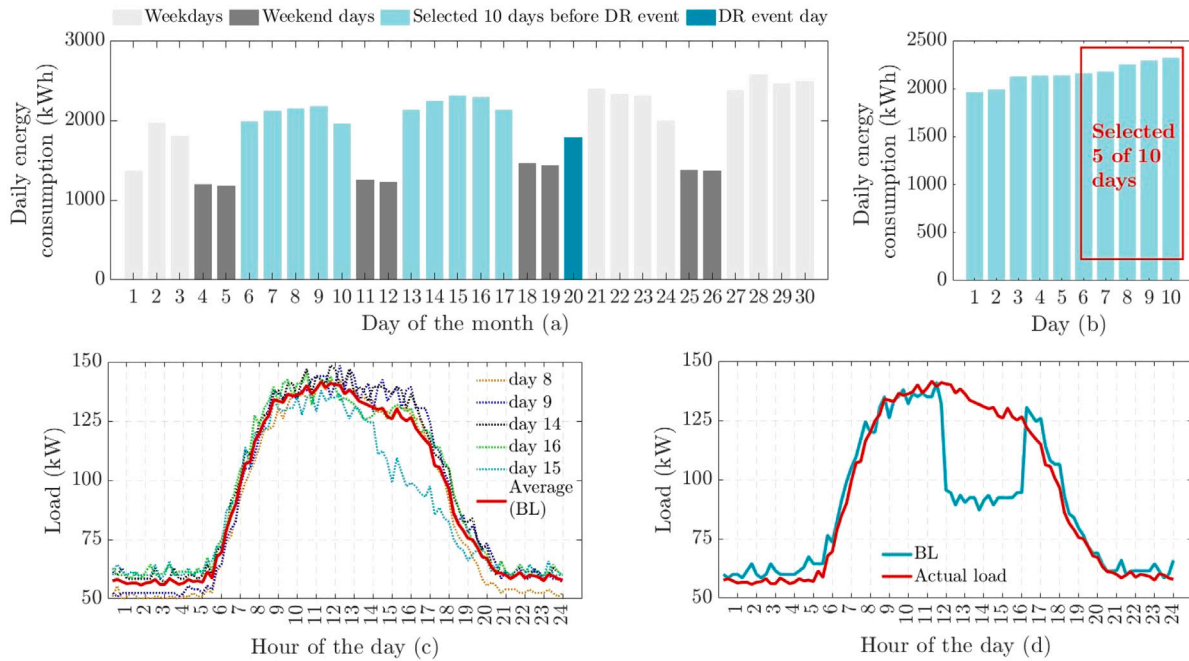 Weekdays Weekend days Selected 10 days before DR event DR event day
Daily energy
consumption (kWh)
3000
2000
1000
0
1 2 3 4 5 6 7 8 9 10 11 12 13 14 15 16 17 18 19 20 21 22 23 24 25 26 27 28 29 30
Day of the month (a)
Daily energy
consumption (kWh)
2500
2000
1500
1000
500
0
Selected
5 of 10
days
1 2 3 4 5 6 7 8 9 10
Day (b)
Load (kW)
150
125
100
75
50
day 8
day 9
day 14
day 16
day 15
Average
(BL)
1 2 3 4 5 6 7 8 9 10 11 12 13 14 15 16 17 18 19 20 21 22 23 24
Hour of the day (c)
Load (kW)
150
125
100
75
50
BL
Actual load
1 2 3 4 5 6 7 8 9 10 11 12 13 14 15 16 17 18 19 20 21 22 23 24
Hour of the day (d)